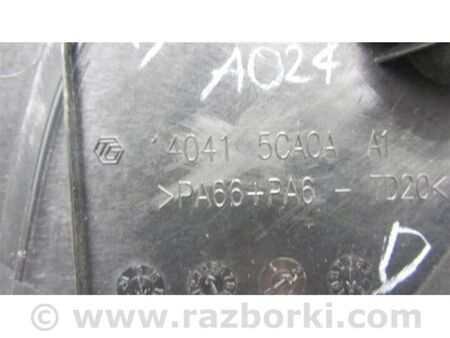 A024
14041 5CA0A A1
>PA66+PA6 - TD20<
D
© www.razborki.com